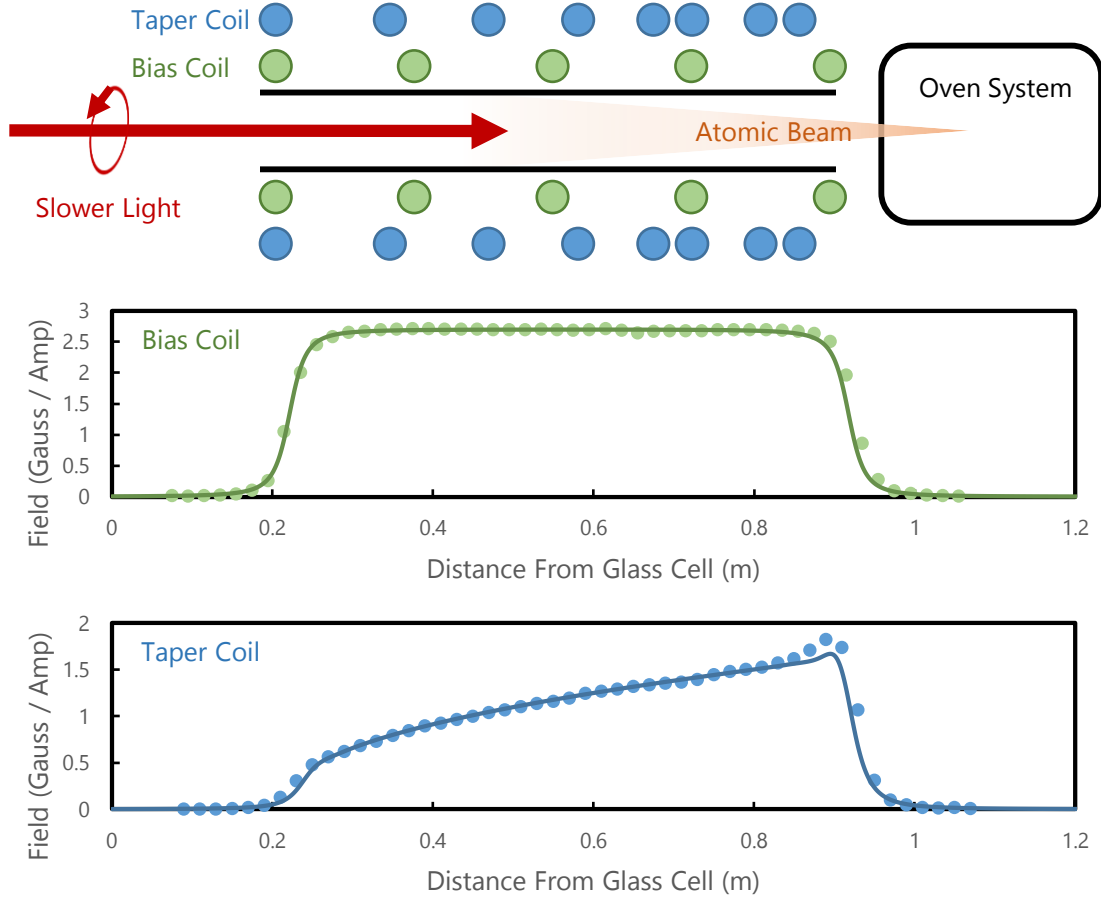 Taper Coil
Bias Coil
Oven System
Atomic Beam
Slower Light
Bias Coil
Field (Gauss / Amp)
3
2.5
2
1.5
1
0.5
0
0 0.2 0.4 0.6 0.8 1 1.2
Distance From Glass Cell (m)
Taper Coil
Field (Gauss / Amp)
2
1.5
1
0.5
0
0 0.2 0.4 0.6 0.8 1 1.2
Distance From Glass Cell (m)